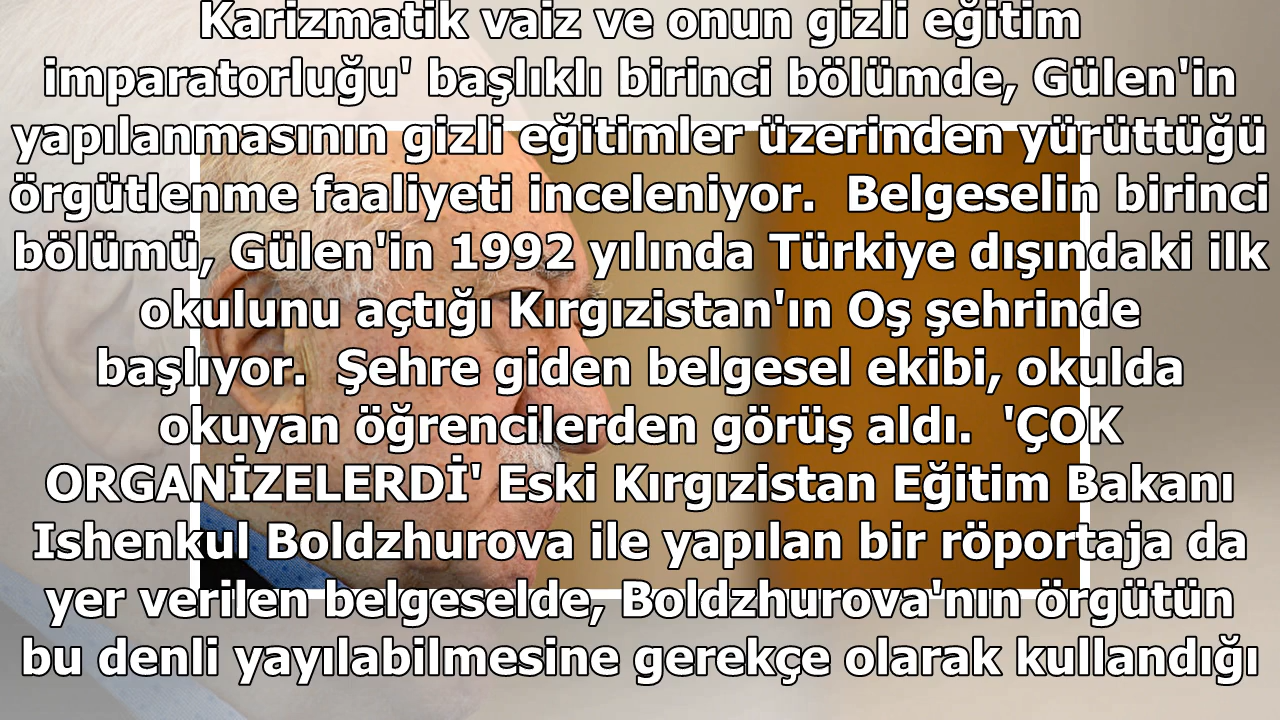 Karizmatik vaiz ve onun gizli eğitim
imparatorluğu' başlıklı birinci bölümde, Gülen'in
yapılanmasının gizli eğitimler üzerinden yürüttüğü
örgütlenme faaliyeti inceleniyor.  Belgeselin birinci
bölümü, Gülen'in 1992 yılında Türkiye dışındaki ilk
okulunu açtığı Kırgızistan'ın Oş şehrinde
başlıyor.  Şehre giden belgesel ekibi, okulda
okuyan öğrencilerden görüş aldı.  'ÇOK
ORGANİZELERDİ' Eski Kırgızistan Eğitim Bakanı
Ishenkul Boldzhurova ile yapılan bir röportaja da
yer verilen belgeselde, Boldzhurova'nın örgütün
bu denli yayılabilmesine gerekçe olarak kullandığı